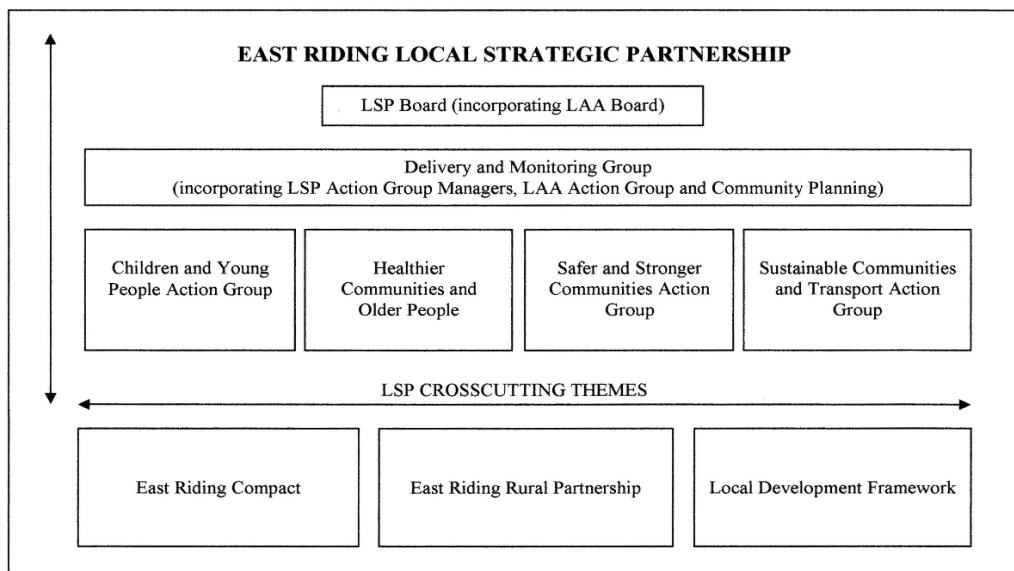 EAST RIDING LOCAL STRATEGIC PARTNERSHIP
LSP Board (incorporating LAA Board)
Delivery and Monitoring Group
(incorporating LSP Action Group Managers, LAA Action Group and Community Planning)
Children and Young
People Action Group
Healthier
Communities and
Older People
Safer and Stronger
Communities Action
Group
Sustainable Communities
and Transport Action
Group
LSP CROSSCUTTING THEMES
East Riding Compact
East Riding Rural Partnership
Local Development Framework